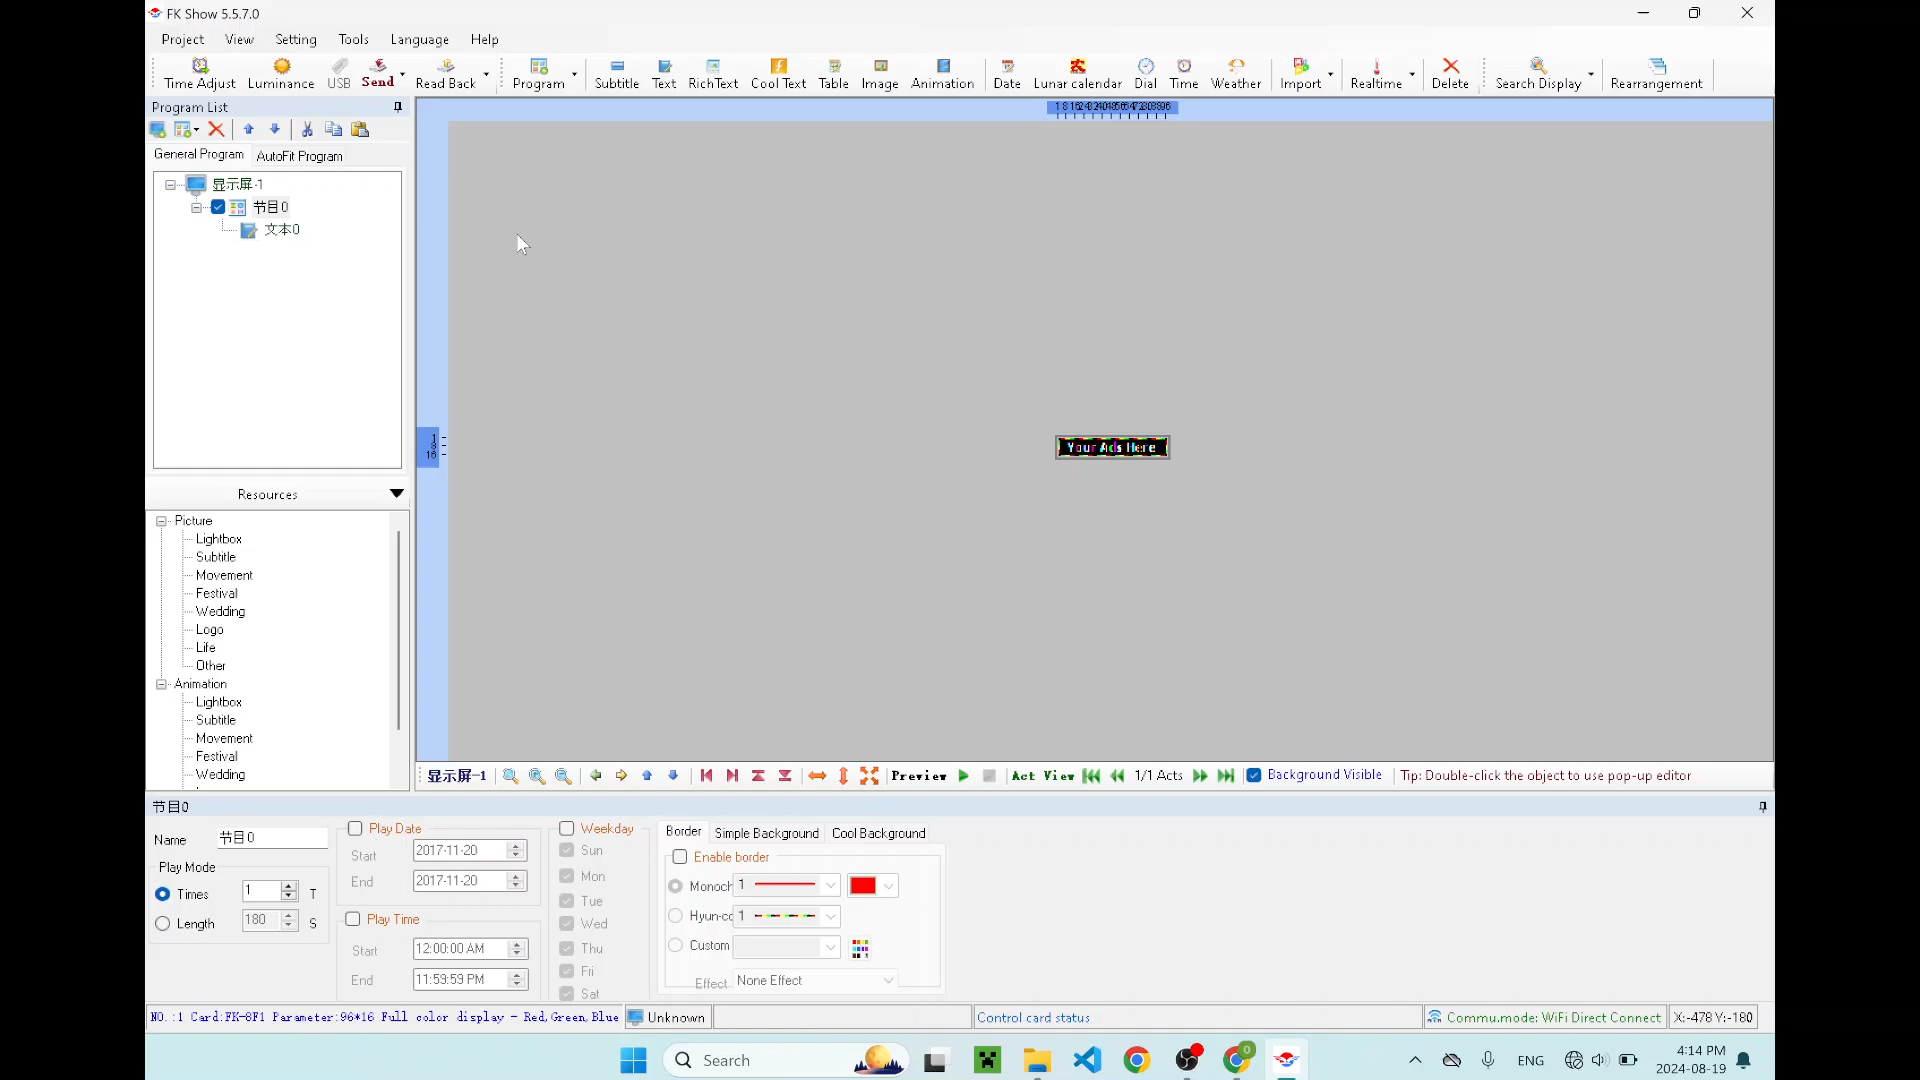 FK Show 5.5.7.0
Project View Setting Tools Language Help
Time Adjust Luminance USB Send Read Back Program Subtitle Text RichText Cool Text Table Image Animation Date Lunar calendar Dial Time Weather Import Realtime Delete Search Display Rearrangement
Program List
General Program AutoFit Program
显示屏-1
节目0
文本0
1
8
16
Your Ads Here
Resources
Picture
Lightbox
Subtitle
Movement
Festival
Wedding
Logo
Life
Other
Animation
Lightbox
Subtitle
Movement
Festival
Wedding
显示屏-1 Preview Act View 1/1 Acts Background Visible Tip: Double-click the object to use pop-up editor
节目0
Name 节目0
Play Mode
Times 1 T
Length 180 S
Play Date
Start 2017-11-20
End 2017-11-20
Play Time
Start 12:00:00 AM
End 11:59:59 PM
Weekday
Sun
Mon
Tue
Wed
Thu
Fri
Sat
Border Simple Background Cool Background
Enable border
Monoch 1
Hyun-cc 1
Custom
Effect None Effect
NO.:1 Card:FK-8F1 Parameter:96*16 Full color display - Red,Green,Blue Unknown Control card status Commu.mode: WiFi Direct Connect X:-478 Y:-180
Search 0 ENG 4:14 PM
2024-08-19